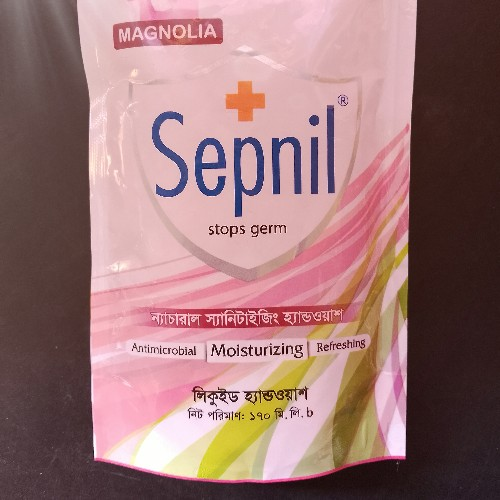 MAGNOLIA
Sepnil®
stops germ
ন্যাচারাল স্যানিটাইজিং হ্যান্ডওয়াশ
Antimicrobial Moisturizing Refreshing
লিকুইড হ্যান্ডওয়াশ
নিট পরিমাণ: ১৭০ মি. লি. b